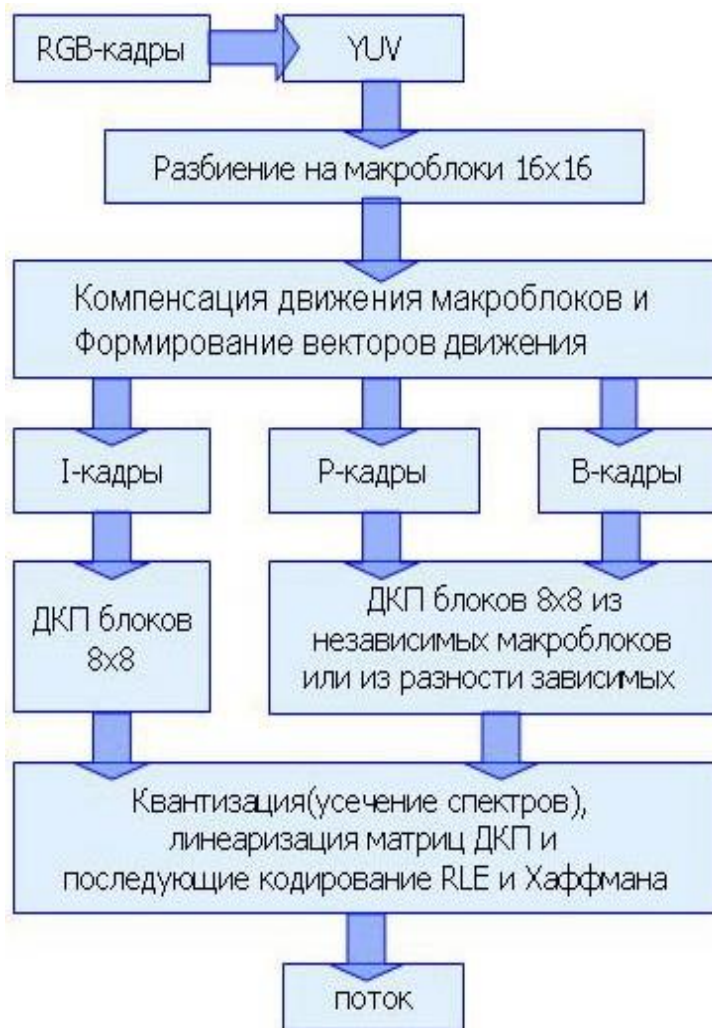 RGB-кадры
YUV
Разбиение на макроблоки 16x16
Компенсация движения макроблоков и
Формирование векторов движения
I-кадры
P-кадры
B-кадры
ДКП блоков
8x8
ДКП блоков 8x8 из
независимых макроблоков
или из разности зависимых
Квантизация(усечение спектров),
линеаризация матриц ДКП и
последующие кодирование RLE и Хаффмана
поток